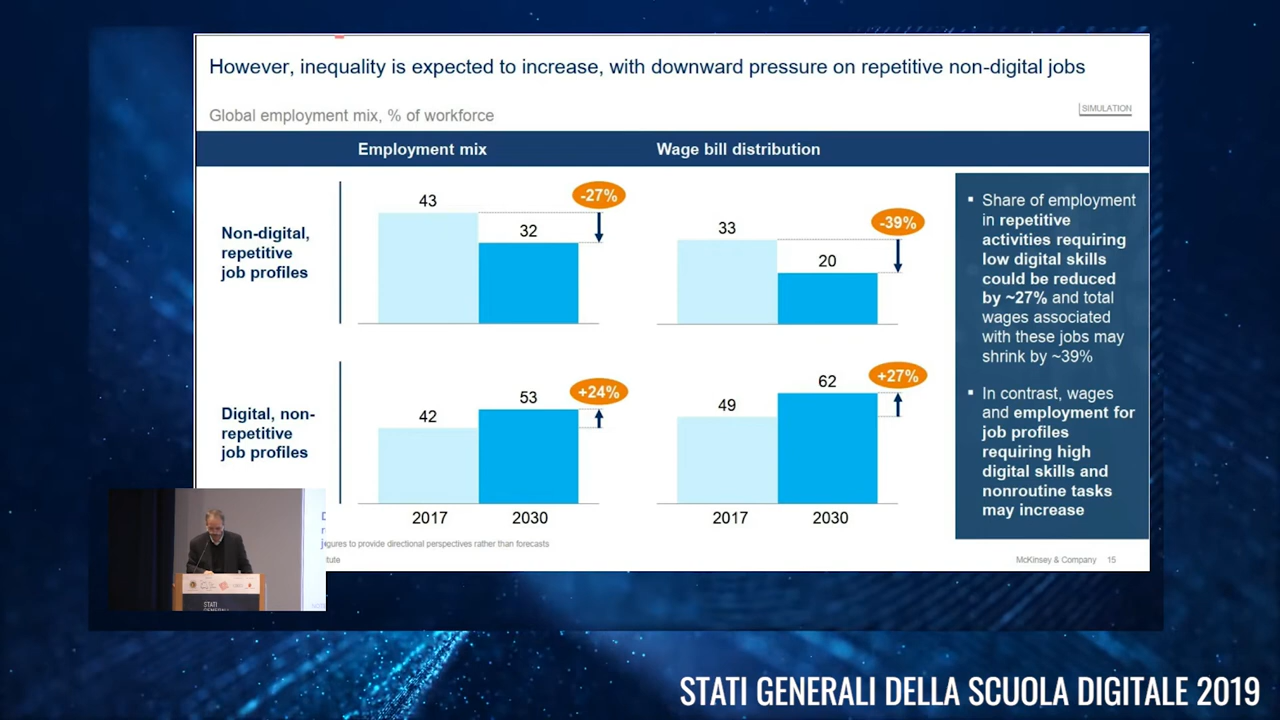 However, inequality is expected to increase, with downward pressure on repetitive non-digital jobs
Global employment mix, % of workforce
SIMULATION
Employment mix
Wage bill distribution
Non-digital,
repetitive
job profiles
43
32
-27%
33
20
-39%
Digital, non-
repetitive
job profiles
42
53
+24%
49
62
+27%
2017
2030
2017
2030
▪ Share of employment
in repetitive
activities requiring
low digital skills
could be reduced
by ~27% and total
wages associated
with these jobs may
shrink by ~39%
▪ In contrast, wages
and employment for
job profiles
requiring high
digital skills and
nonroutine tasks
may increase
figures to provide directional perspectives rather than forecasts
McKinsey & Company 15
STATI
GENERALI
STATI GENERALI DELLA SCUOLA DIGITALE 2019